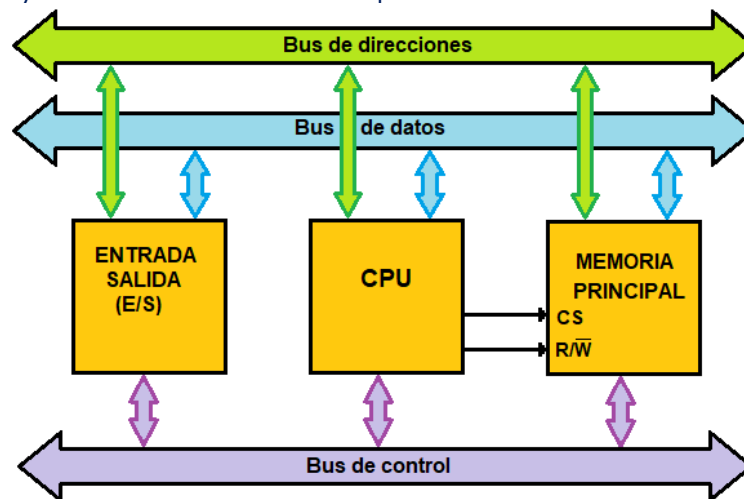 Bus de direcciones
Bus de datos
ENTRADA
SALIDA
(E/S)
CPU
MEMORIA
PRINCIPAL
CS
R/W̅
Bus de control